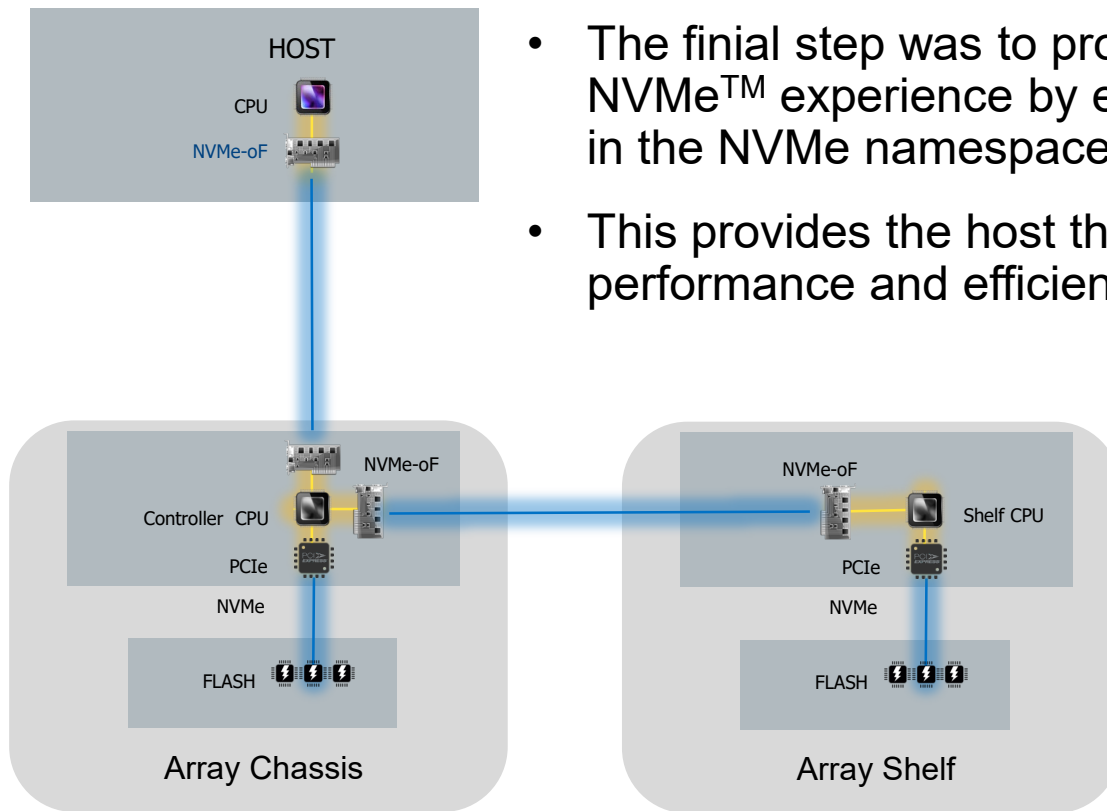 HOST
CPU
NVMe-oF
• The finial step was to pro
NVMe™ experience by e
in the NVMe namespace
• This provides the host th
performance and efficien
NVMe-oF
Controller CPU
PCIe
NVMe
FLASH
Array Chassis
NVMe-oF
Shelf CPU
PCIe
NVMe
FLASH
Array Shelf